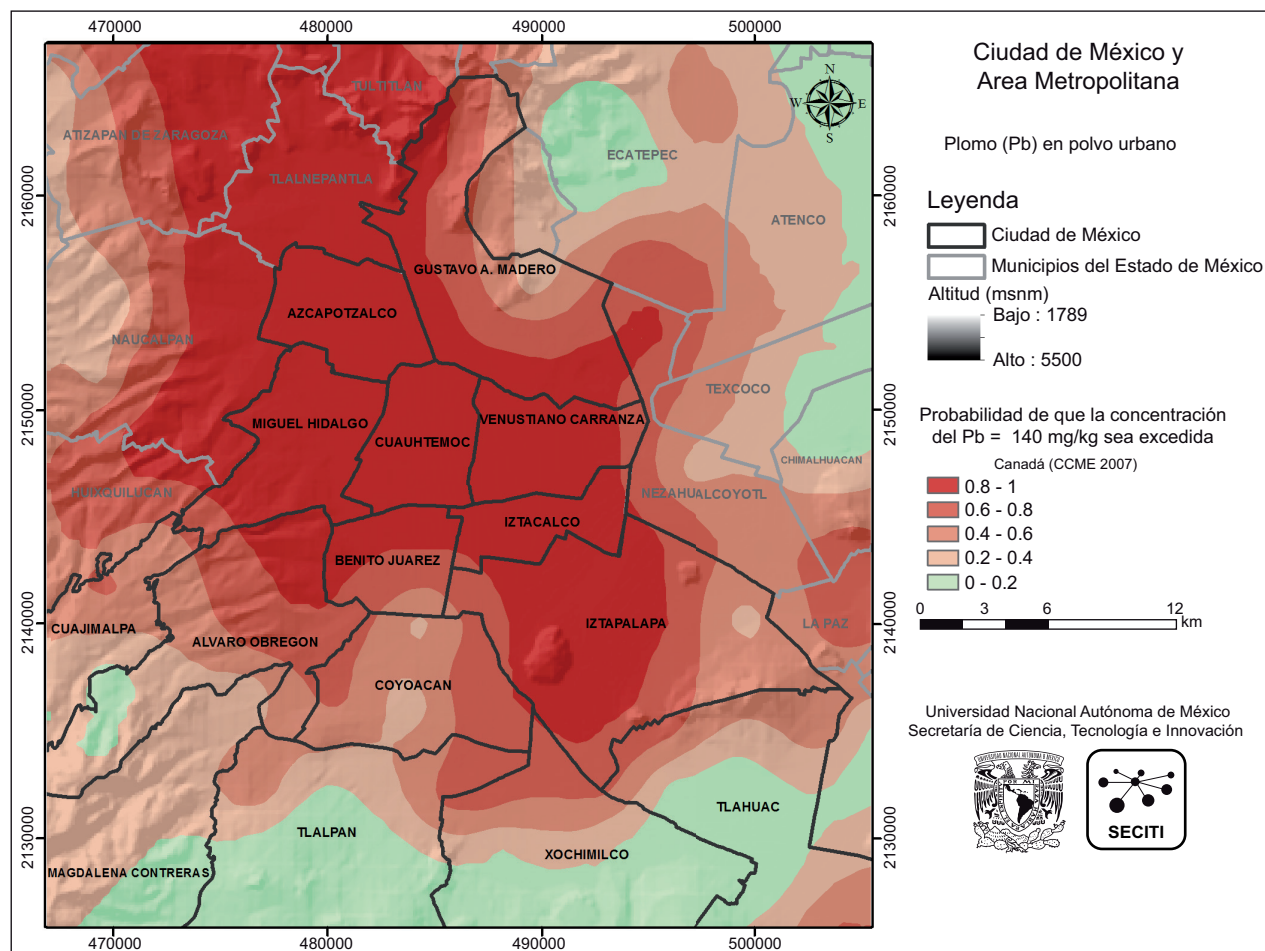 470000
480000
490000
500000
2160000
2150000
2140000
2130000
TULTITLAN
ATIZAPAN DE ZARAGOZA
TLALNEPANTLA
ECATEPEC
ATENCO
GUSTAVO A. MADERO
AZCAPOTZALCO
NAUCALPAN
TEXCOCO
MIGUEL HIDALGO
CUAUHTEMOC
VENUSTIANO CARRANZA
CHIMALHUACAN
HUIXQUILUCAN
NEZAHUALCOYOTL
IZTACALCO
BENITO JUAREZ
CUAJIMALPA
ALVARO OBREGON
IZTAPALAPA
LA PAZ
COYOACAN
TLALPAN
TLAHUAC
XOCHIMILCO
MAGDALENA CONTRERAS
2160000
2150000
2140000
2130000
470000
480000
490000
500000
N
W
E
S
Ciudad de México y
Area Metropolitana
Plomo (Pb) en polvo urbano
Leyenda
Ciudad de México
Municipios del Estado de México
Altitud (msnm)
Bajo : 1789
Alto : 5500
Probabilidad de que la concentración
del Pb = 140 mg/kg sea excedida
Canadá (CCME 2007)
0.8 - 1
0.6 - 0.8
0.4 - 0.6
0.2 - 0.4
0 - 0.2
0 3 6 12
km
Universidad Nacional Autónoma de México
Secretaría de Ciencia, Tecnología e Innovación
SECITI